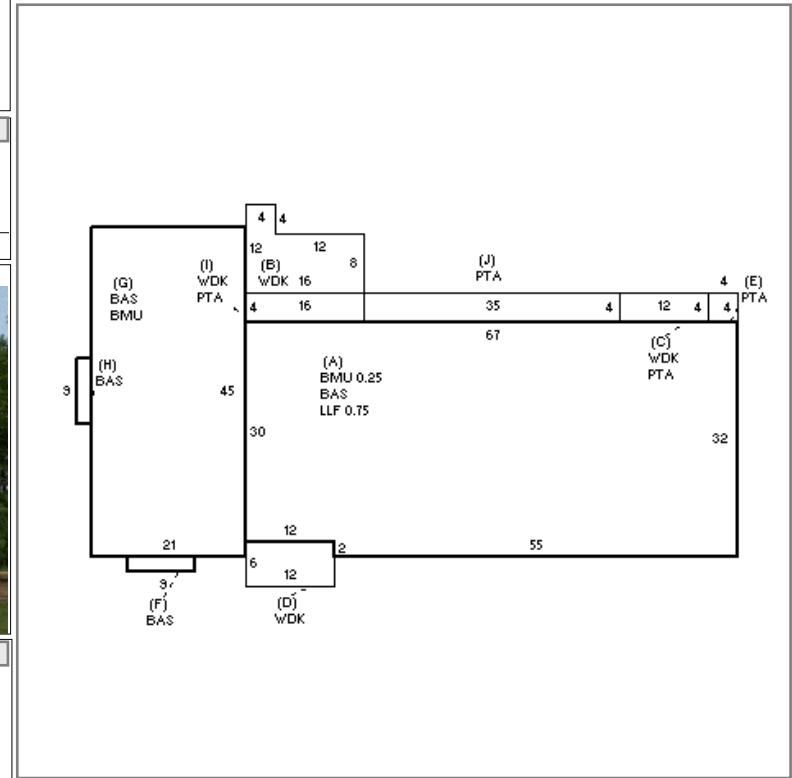 4 4
12 12
(B)
WDK 16
8
(I)
WDK
PTA
(G)
BAS
BMU
(J)
PTA
4
(E)
PTA
4 16 35 4 12 4 4
67
(C)
WDK
PTA
(H)
BAS
9
45
(A)
BMU 0.25
BAS
LLF 0.75
30
32
12
21
2
55
6
12
9
(F)
BAS
(D)
WDK